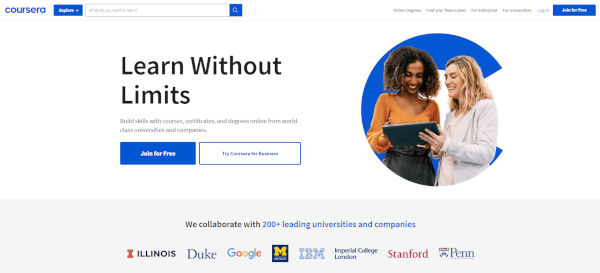 coursera
Explore
What do you want to learn?
Online Degrees
Find your New Career
For Enterprise
For Universities
Log In
Join for Free
Learn Without
Limits
Build skills with courses, certificates, and degrees online from world-
class universities and companies.
Join for Free
Try Coursera for Business
We collaborate with 200+ leading universities and companies
I ILLINOIS
Duke
Google
M
IBM
Imperial College
London
Stanford
Penn